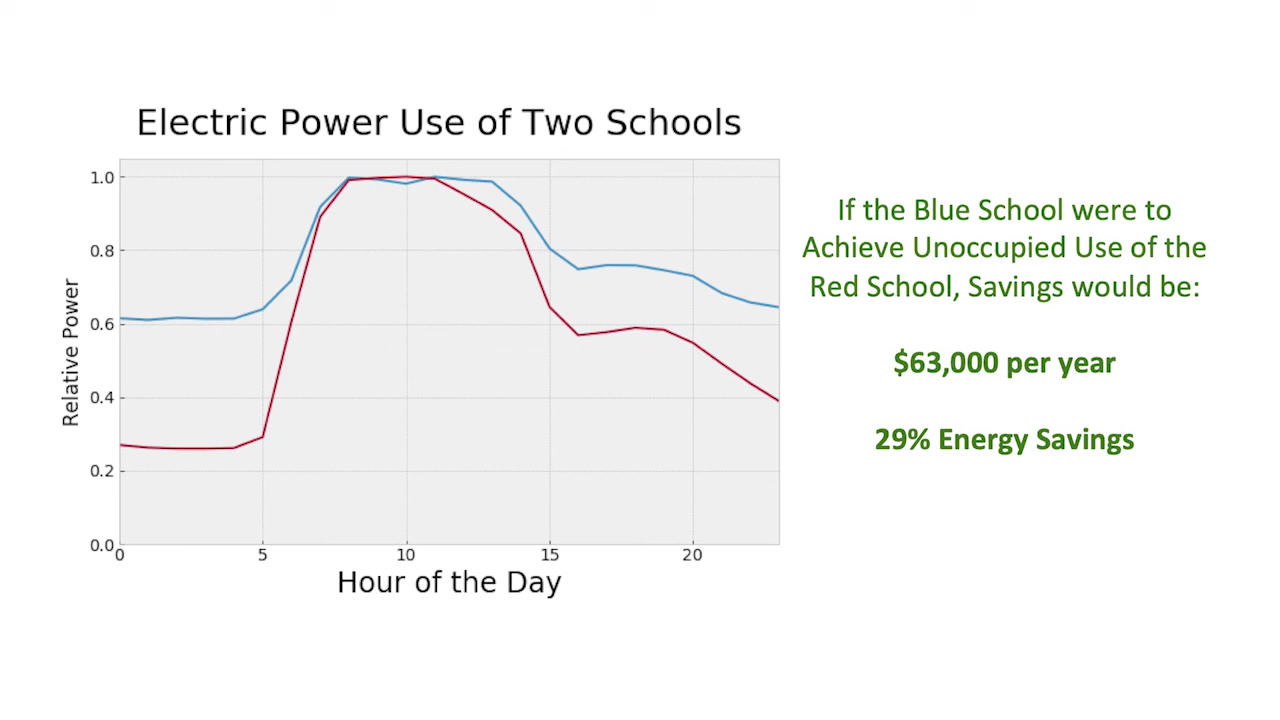 Electric Power Use of Two Schools
Relative Power
1.0
0.8
0.6
0.4
0.2
0.0
0
5
10
15
20
Hour of the Day
If the Blue School were to
Achieve Unoccupied Use of the
Red School, Savings would be:
$63,000 per year
29% Energy Savings